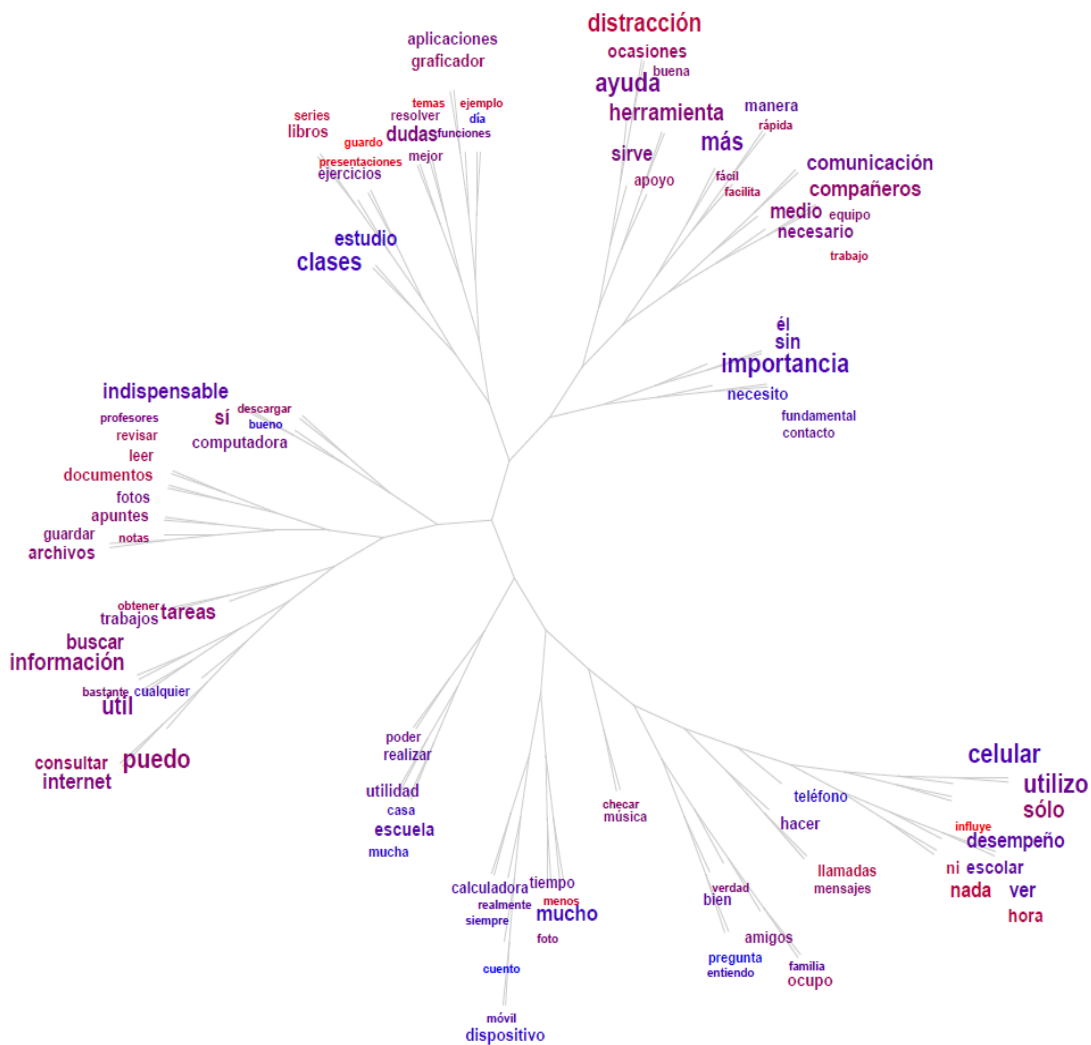 distracción
aplicaciones
ocasiones
graficador
buena
ayuda
temas
ejemplo
manera
series
resolver
herramienta
día
rápida
libros
dudas
funciones
guardo
más
presentaciones
mejor
sirve
comunicación
ejercicios
apoyo
fácil
compañeros
facilita
medio
equipo
necesario
estudio
trabajo
clases
él
sin
importancia
indispensable
necesito
descargar
profesores
sí
fundamental
bueno
revisar
contacto
computadora
leer
documentos
fotos
apuntes
guardar
notas
archivos
obtener
tareas
trabajos
buscar
información
bastante
cualquier
útil
poder
puedo
realizar
celular
consultar
internet
utilizo
utilidad
teléfono
checar
casa
sólo
música
hacer
influye
escuela
desempeño
mucha
llamadas
ni
escolar
calculadora
tiempo
verdad
mensajes
nada
ver
realmente
menos
bien
siempre
mucho
hora
foto
amigos
pregunta
cuento
familia
entiendo
ocupo
móvil
dispositivo